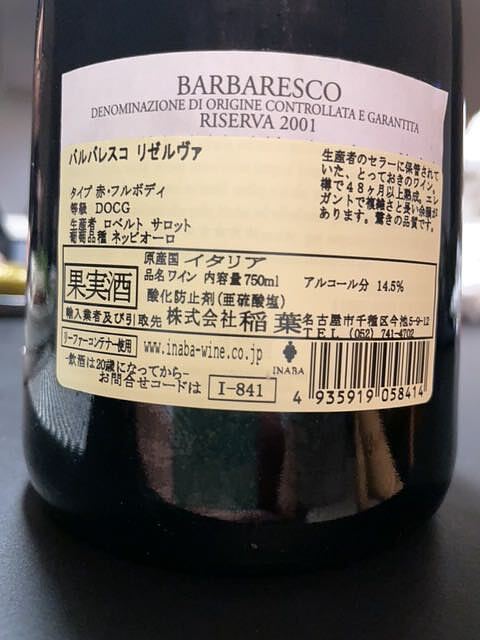 BARBARESCO
DENOMINAZIONE DI ORIGINE CONTROLLATA E GARANTITA
RISERVA 2001
バルバレスコ リゼルヴァ
生産者のセラーに保管されて
いた、とっておきのワイン。
樽で48ヶ月以上熟成。エレ
ガントで複雑さと長い余韻が
あります。驚きの品質です。
タイプ 赤・フルボディ
等級 DOCG
生産者 ロベルト サロット
葡萄品種 ネッビオーロ
果実酒
原産国 イタリア
品名 ワイン 内容量 750ml アルコール分 14.5%
酸化防止剤(亜硫酸塩)
輸入業者及び引取先 株式会社 稲葉 名古屋市千種区今池5-9-12
TEL (052) 741-4702
リーファーコンテナー使用 www.inaba-wine.co.jp
INABA
-飲酒は20歳になってから-
お問合せコードは I-841
4 935919 058414